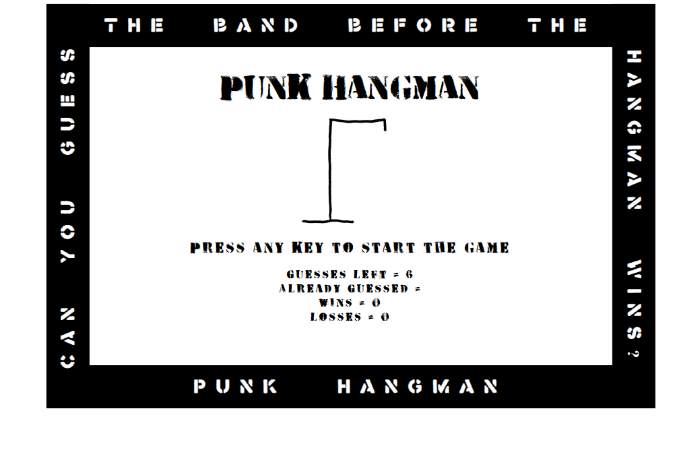 CAN YOU GUESS
THE BAND BEFORE THE
HANGMAN WINS?
PUNK HANGMAN
PRESS ANY KEY TO START THE GAME
GUESSES LEFT = 6
ALREADY GUESSED =
WINS = 0
LOSSES = 0
PUNK HANGMAN